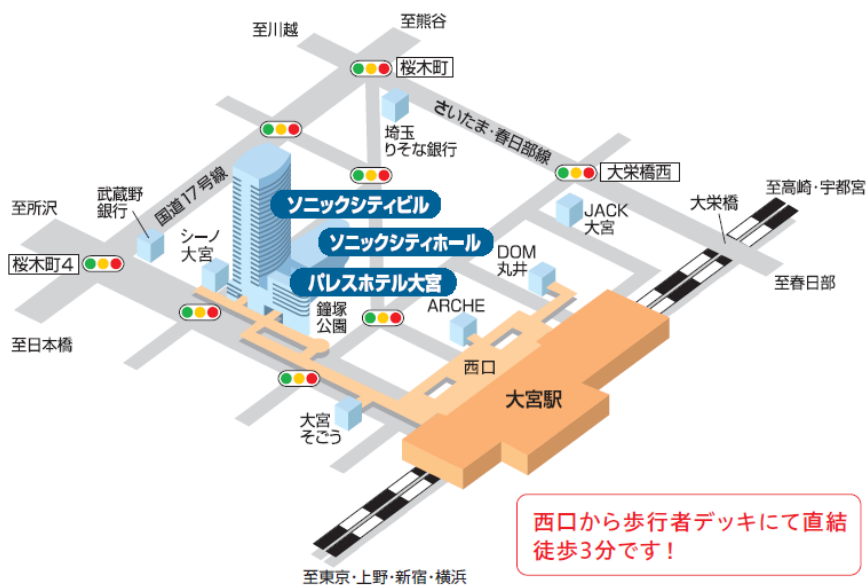 至熊谷
至川越
桜木町
さいたま・春日部線
埼玉
りそな銀行
国道17号線
大栄橋西
武蔵野
銀行
ソニックシティビル
JACK
大宮
大栄橋
至高崎・宇都宮
至所沢
シーノ
大宮
ソニックシティホール
DOM
丸井
桜木町4
パレスホテル大宮
至春日部
鐘塚
公園
ARCHE
至日本橋
西口
大宮駅
大宮
そごう
西口から歩行者デッキにて直結
徒歩3分です!
至東京・上野・新宿・横浜